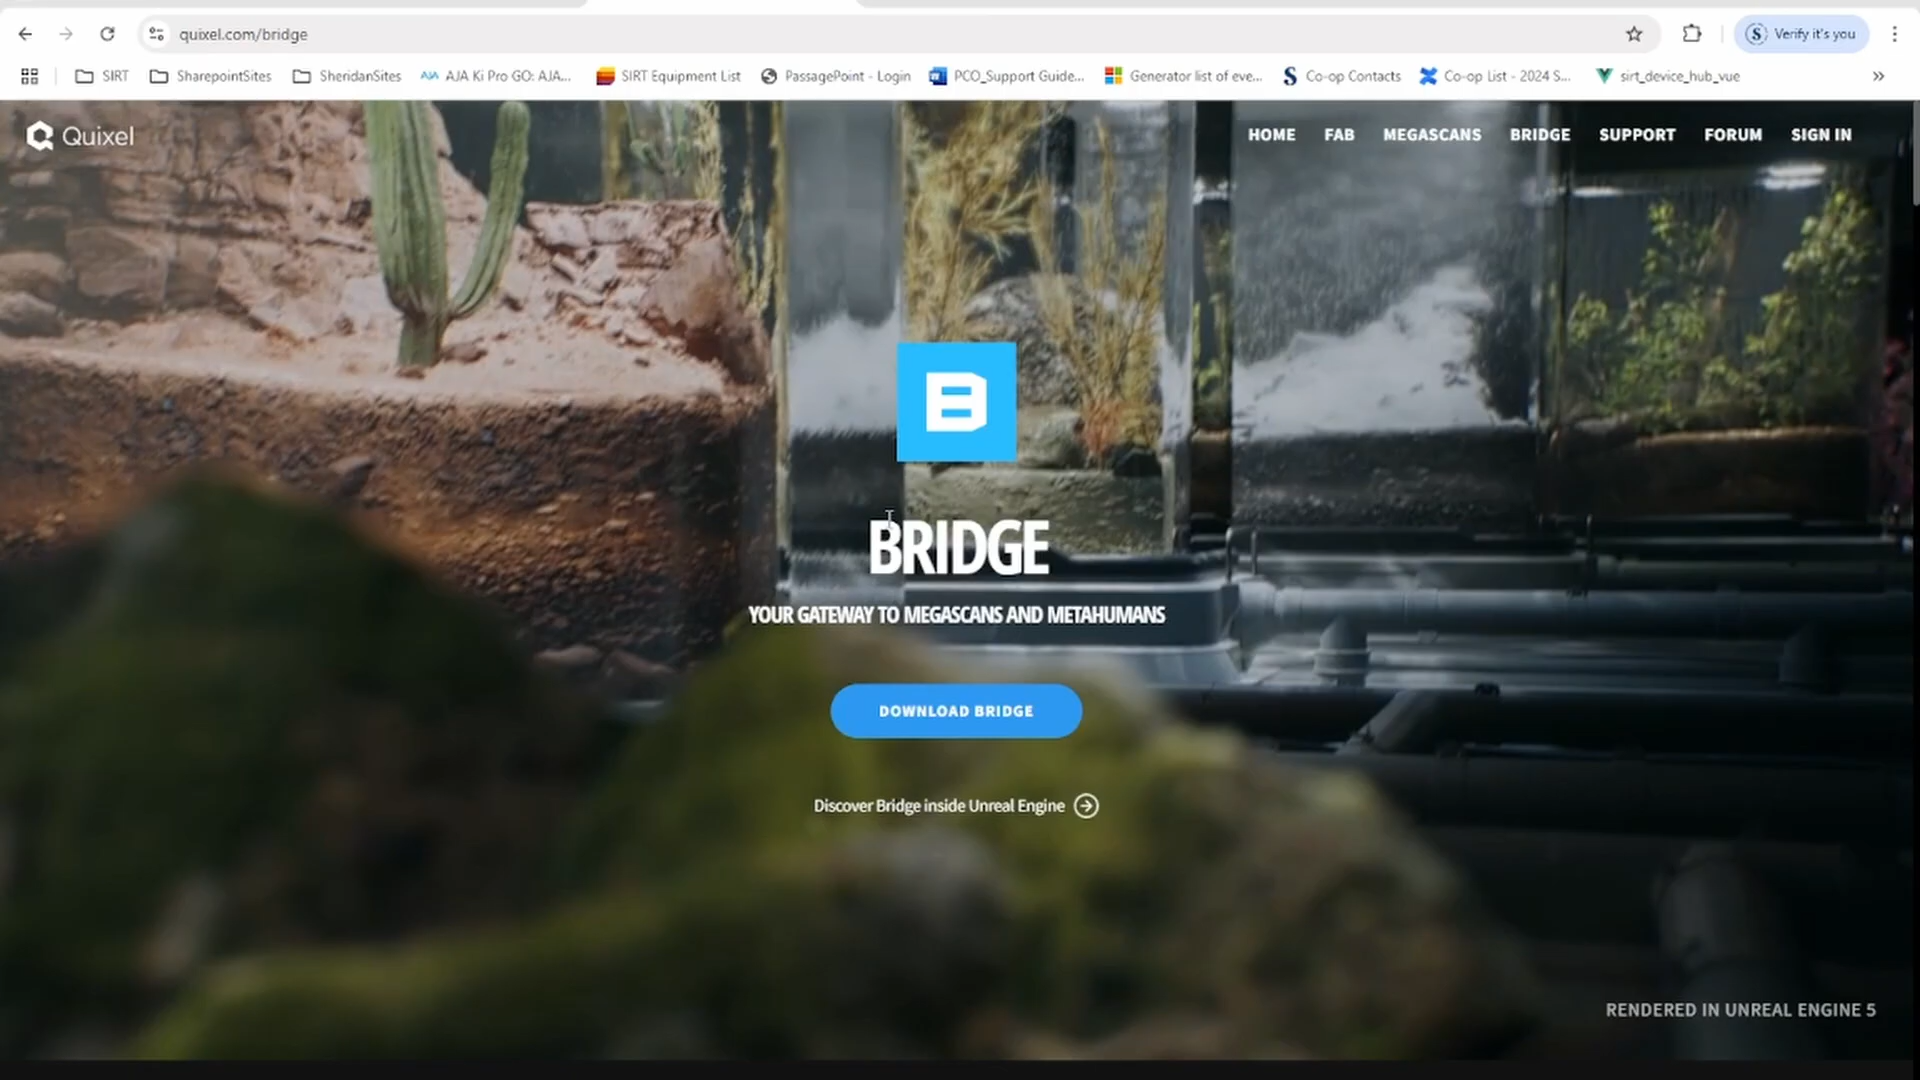 quixel.com/bridge
Verify it's you
SIRT
SharepointSites
SheridanSites
AJA Ki Pro GO: AJA...
SIRT Equipment List
PassagePoint - Login
PCO_Support Guide...
Generator list of eve...
Co-op Contacts
Co-op List - 2024 S...
sirt_device_hub_vue
Quixel
HOME
FAB
MEGASCANS
BRIDGE
SUPPORT
FORUM
SIGN IN
BRIDGE
YOUR GATEWAY TO MEGASCANS AND METAHUMANS
DOWNLOAD BRIDGE
Discover Bridge inside Unreal Engine
RENDERED IN UNREAL ENGINE 5